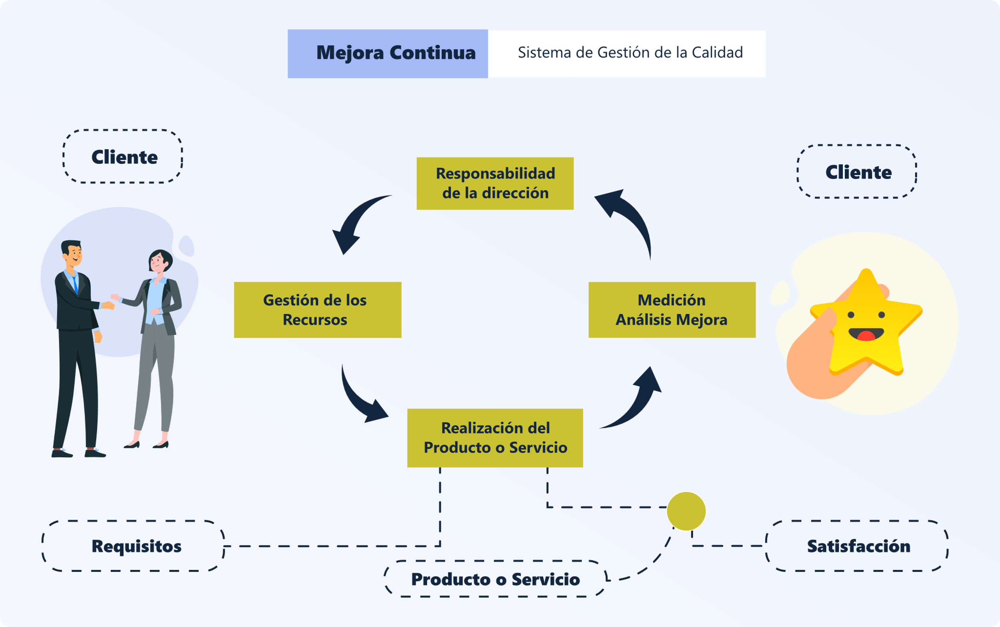 Mejora Continua
Sistema de Gestión de la Calidad
Cliente
Cliente
Responsabilidad
de la dirección
Gestión de los
Recursos
Medición
Análisis Mejora
Realización del
Producto o Servicio
Requisitos
Satisfacción
Producto o Servicio